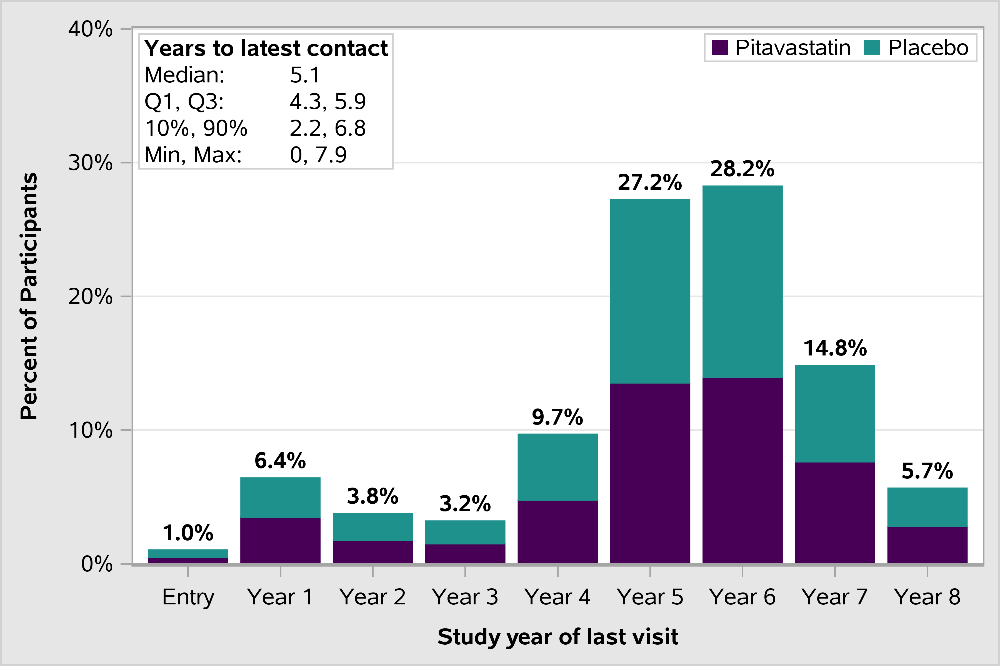 40%
30%
20%
10%
0%
Percent of Participants
Years to latest contact
Median: 5.1
Q1, Q3: 4.3, 5.9
10%, 90% 2.2, 6.8
Min, Max: 0, 7.9
Pitavastatin Placebo
1.0%
6.4%
3.8%
3.2%
9.7%
27.2%
28.2%
14.8%
5.7%
Entry Year 1 Year 2 Year 3 Year 4 Year 5 Year 6 Year 7 Year 8
Study year of last visit